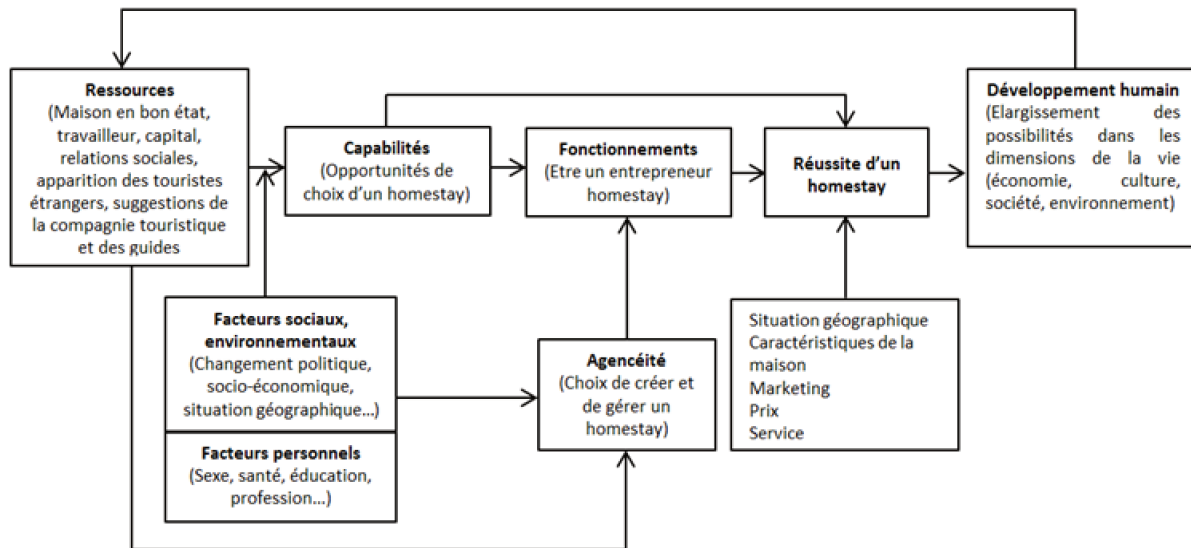 Ressources
(Maison en bon état,
travailleur, capital,
relations sociales,
apparition des touristes
étrangers, suggestions de
la compagnie touristique
et des guides
Capabilités
(Opportunités de
choix d'un homestay)
Fonctionnements
(Etre un entrepreneur
homestay)
Réussite d'un
homestay
Développement humain
(Elargissement des
possibilités dans les
dimensions de la vie
(économie, culture,
société, environnement)
Facteurs sociaux,
environnementaux
(Changement politique,
socio-économique,
situation géographique...)
Facteurs personnels
(Sexe, santé, éducation,
profession...)
Agencéité
(Choix de créer et
de gérer un
homestay)
Situation géographique
Caractéristiques de la
maison
Marketing
Prix
Service